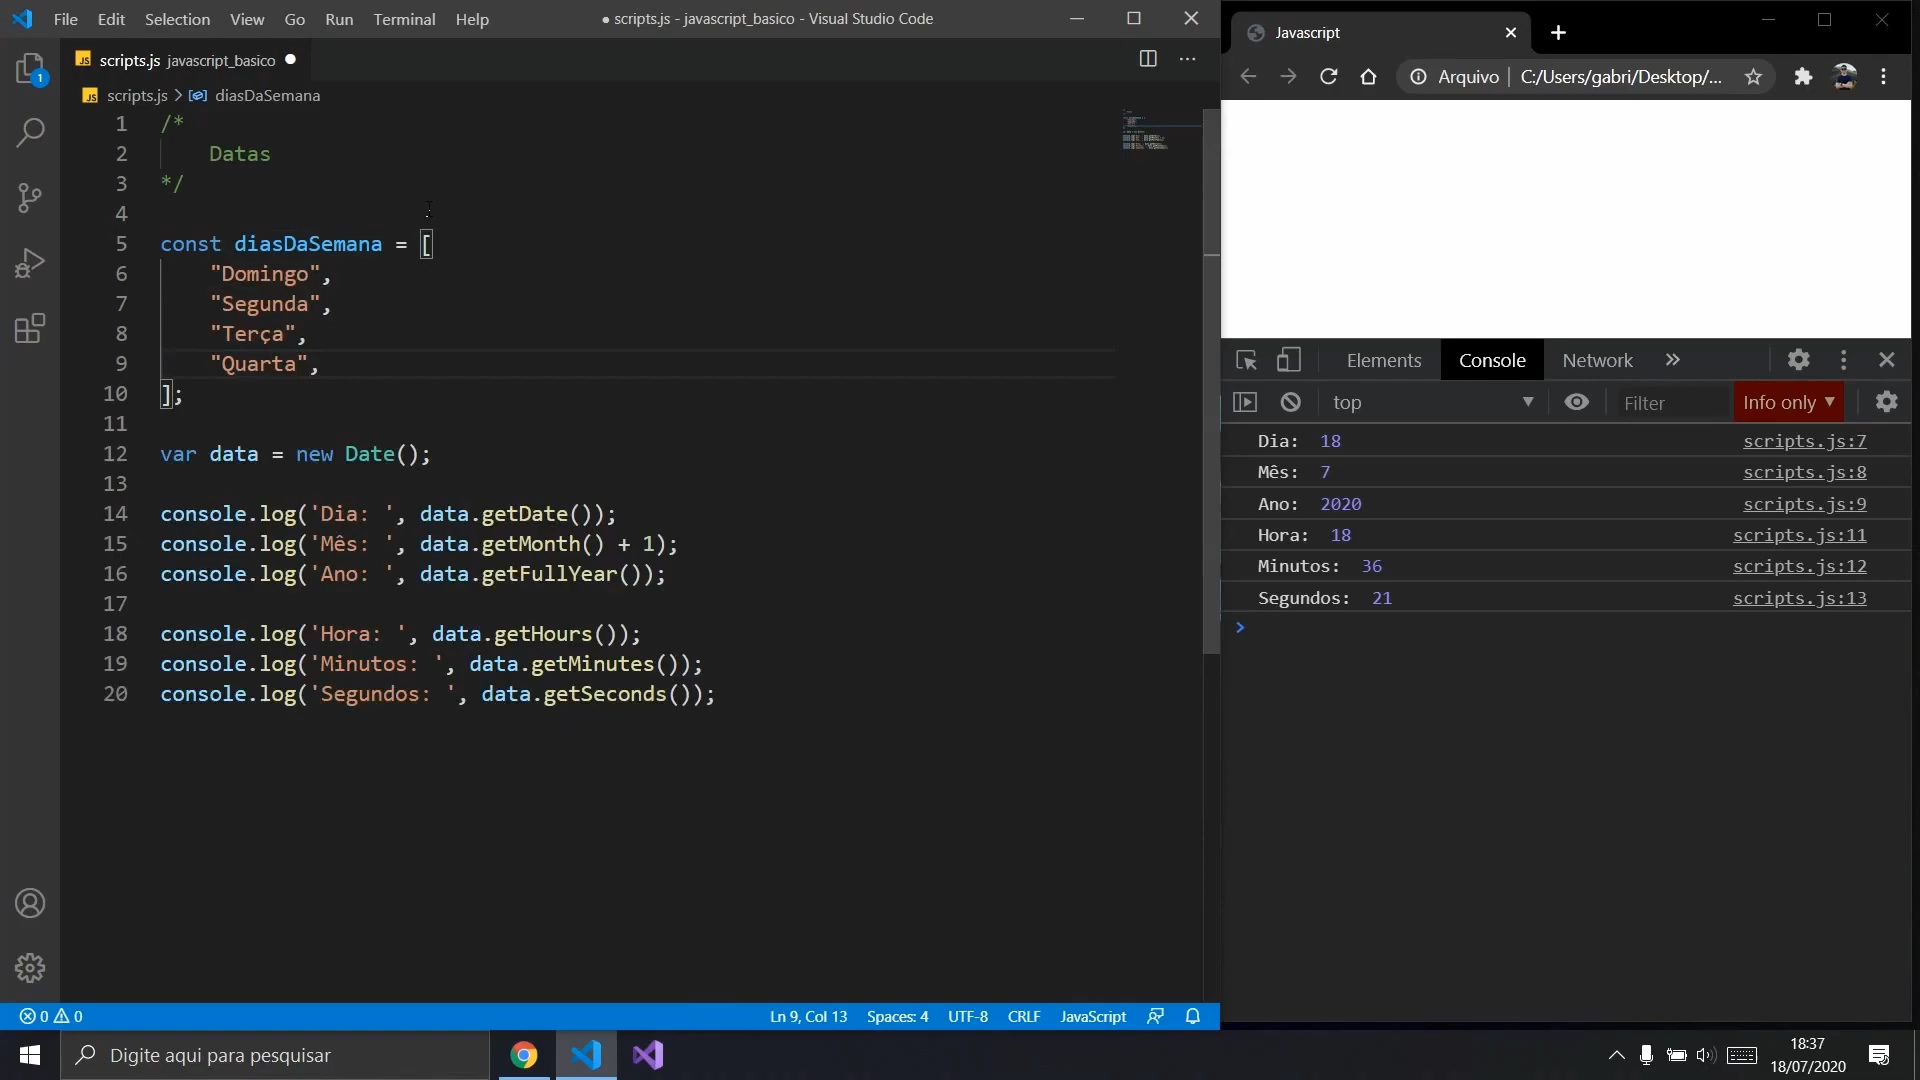 File Edit Selection View Go Run Terminal Help
● scripts.js - javascript_basico - Visual Studio Code
scripts.js javascript_basico ●
scripts.js > diasDaSemana
1 /*
2 Datas
3 */
4
5 const diasDaSemana = [
6 "Domingo",
7 "Segunda",
8 "Terça",
9 "Quarta",
10 ];
11
12 var data = new Date();
13
14 console.log('Dia: ', data.getDate());
15 console.log('Mês: ', data.getMonth() + 1);
16 console.log('Ano: ', data.getFullYear());
17
18 console.log('Hora: ', data.getHours());
19 console.log('Minutos: ', data.getMinutes());
20 console.log('Segundos: ', data.getSeconds());
0 0 Ln 9, Col 13 Spaces: 4 UTF-8 CRLF JavaScript
Javascript
Arquivo | C:/Users/gabri/Desktop/...
Elements Console Network
top Filter Info only
Dia: 18 scripts.js:7
Mês: 7 scripts.js:8
Ano: 2020 scripts.js:9
Hora: 18 scripts.js:11
Minutos: 36 scripts.js:12
Segundos: 21 scripts.js:13
Digite aqui para pesquisar
18:37
18/07/2020